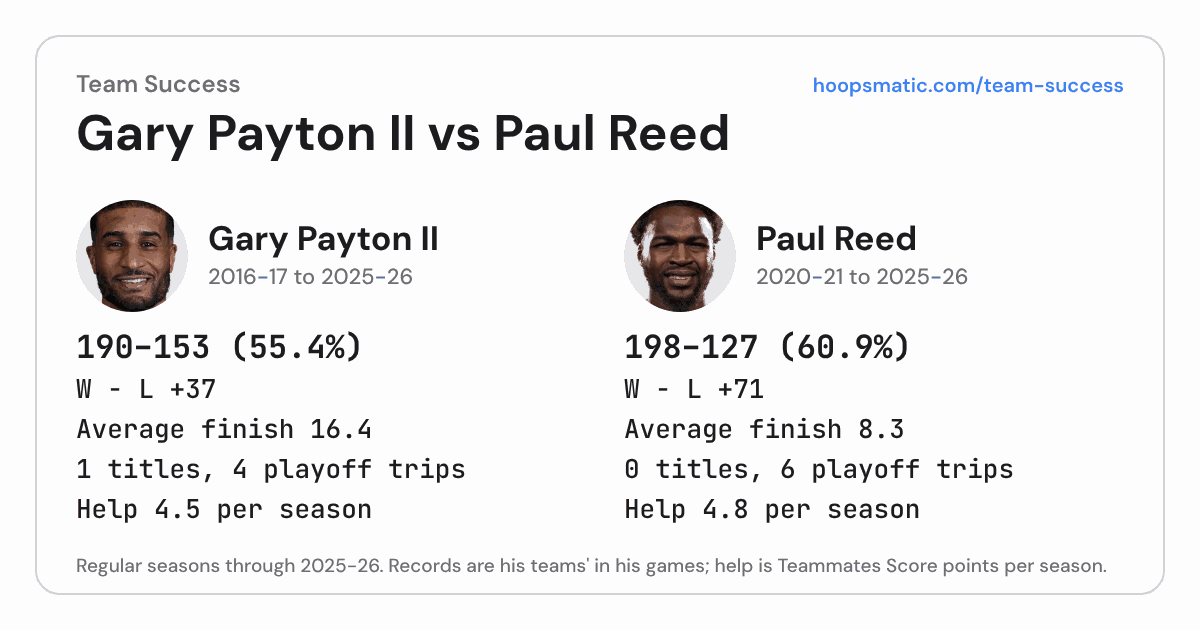 Team Success
hoopsmatic.com/team-success
Gary Payton II vs Paul Reed
Gary Payton II
2016-17 to 2025-26
190-153 (55.4%)
W - L +37
Average finish 16.4
1 titles, 4 playoff trips
Help 4.5 per season
Paul Reed
2020-21 to 2025-26
198-127 (60.9%)
W - L +71
Average finish 8.3
0 titles, 6 playoff trips
Help 4.8 per season
Regular seasons through 2025-26. Records are his teams' in his games; help is Teammates Score points per season.